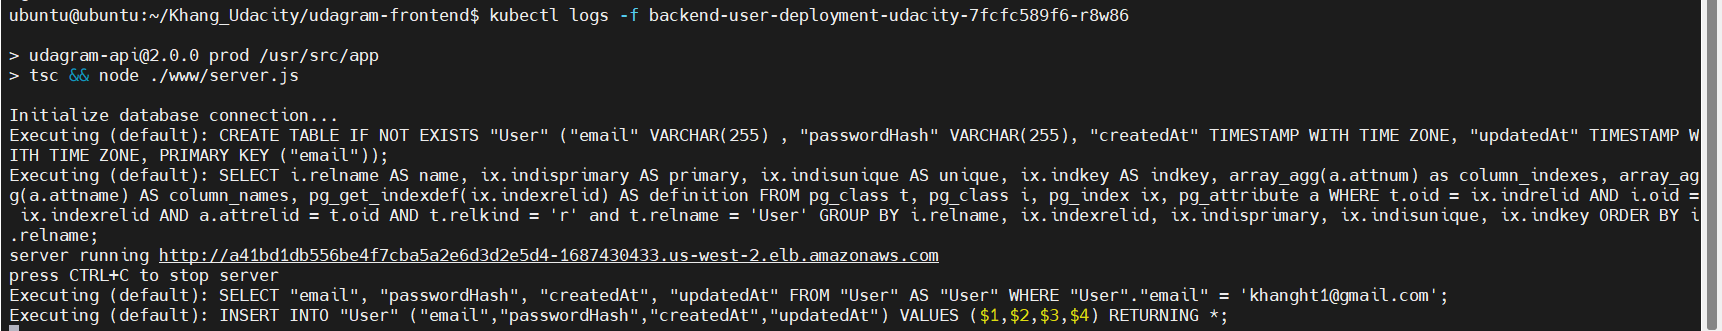 ubuntu@ubuntu:~/Khang_Udacity/udagram-frontend$ kubectl logs -f backend-user-deployment-udacity-7fcfc589f6-r8w86
> udagram-api@2.0.0 prod /usr/src/app
> tsc && node ./www/server.js
Initialize database connection...
Executing (default): CREATE TABLE IF NOT EXISTS "User" ("email" VARCHAR(255) , "passwordHash" VARCHAR(255), "createdAt" TIMESTAMP WITH TIME ZONE, "updatedAt" TIMESTAMP W
ITH TIME ZONE, PRIMARY KEY ("email"));
Executing (default): SELECT i.relname AS name, ix.indisprimary AS primary, ix.indisunique AS unique, ix.indkey AS indkey, array_agg(a.attnum) as column_indexes, array_ag
g(a.attname) AS column_names, pg_get_indexdef(ix.indexrelid) AS definition FROM pg_class t, pg_class i, pg_index ix, pg_attribute a WHERE t.oid = ix.indrelid AND i.oid =
 ix.indexrelid AND a.attrelid = t.oid AND t.relkind = 'r' and t.relname = 'User' GROUP BY i.relname, ix.indexrelid, ix.indisprimary, ix.indisunique, ix.indkey ORDER BY i
.relname;
server running http://a41bd1db556be4f7cba5a2e6d3d2e5d4-1687430433.us-west-2.elb.amazonaws.com
press CTRL+C to stop server
Executing (default): SELECT "email", "passwordHash", "createdAt", "updatedAt" FROM "User" AS "User" WHERE "User"."email" = 'khanght1@gmail.com';
Executing (default): INSERT INTO "User" ("email","passwordHash","createdAt","updatedAt") VALUES ($1,$2,$3,$4) RETURNING *;